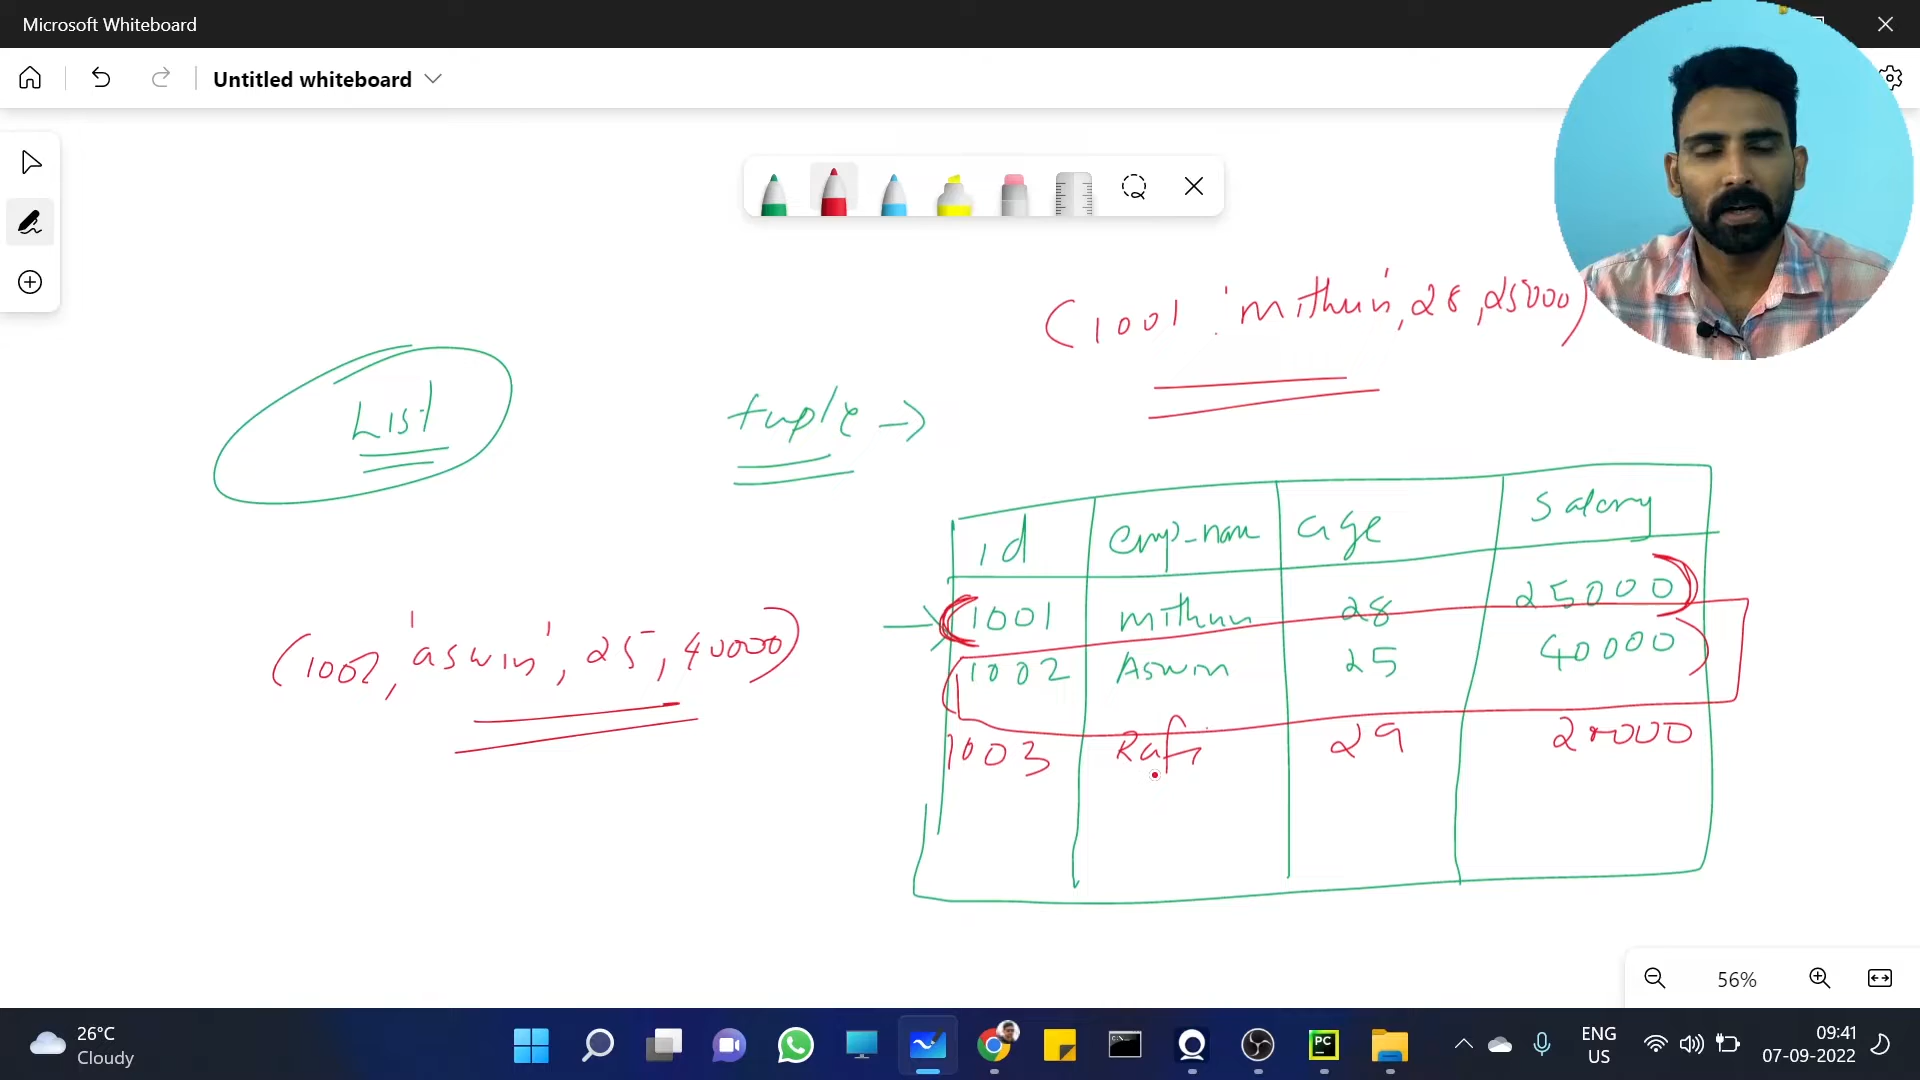 Microsoft Whiteboard
Untitled whiteboard
(1001 'mithun', 28, 25000)
List
tuple →
id emp_nam age Salary
1001 mithun 28 25000
1002 Aswin 25 40000
1003 Rafi 29
(1002, 'aswin', 25, 40000)
56%
26°C
Cloudy
ENG
US
09:41
07-09-2022
PC